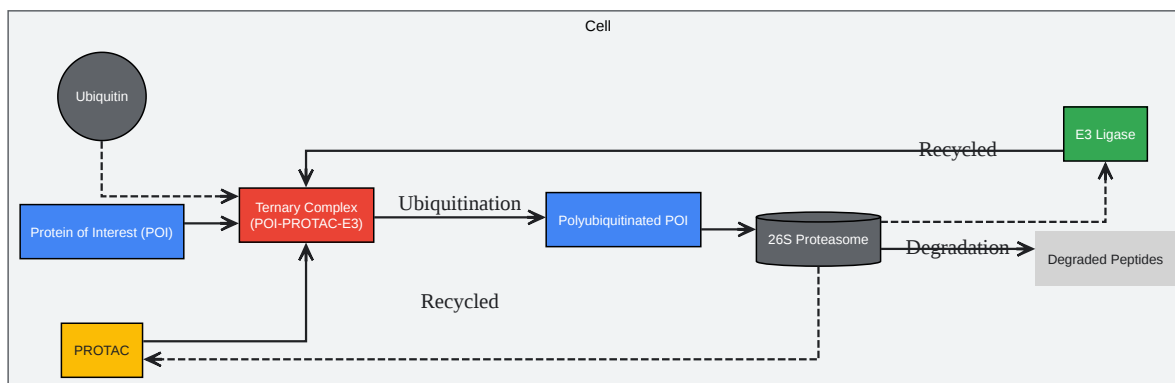 Cell
Ubiquitin
E3 Ligase
Recycled
Ternary Complex
(POI-PROTAC-E3)
Ubiquitination
Polyubiquitinated POI
Protein of Interest (POI)
26S Proteasome
Degradation
Degraded Peptides
Recycled
PROTAC